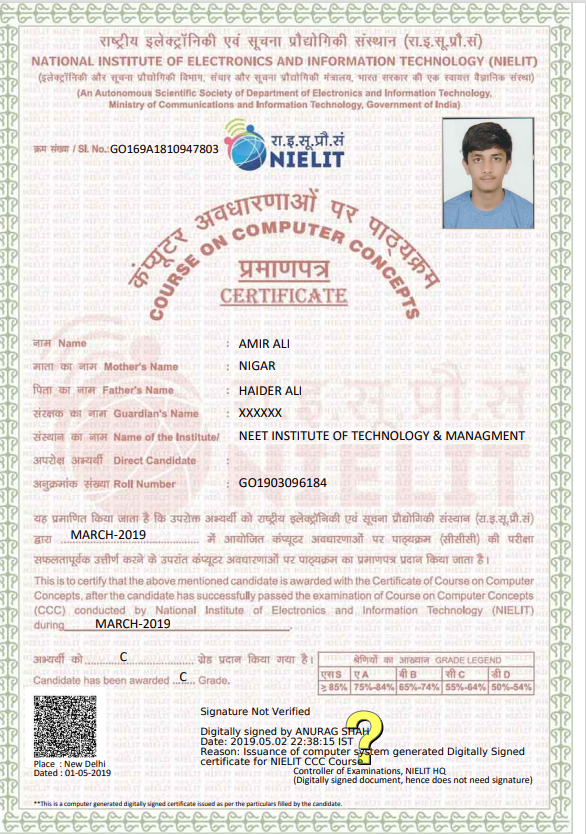 राष्ट्रीय इलेक्ट्रॉनिकी एवं सूचना प्रौद्योगिकी संस्थान (रा.इ.सू.प्रौ.सं)
NATIONAL INSTITUTE OF ELECTRONICS AND INFORMATION TECHNOLOGY (NIELIT)
(इलेक्ट्रॉनिकी और सूचना प्रौद्योगिकी विभाग, संचार और सूचना प्रौद्योगिकी मंत्रालय, भारत सरकार की एक स्वायत्त वैज्ञानिक संस्था)
(An Autonomous Scientific Society of Department of Electronics and Information Technology,
Ministry of Communications and Information Technology, Government of India)
क्रम संख्या / Sl. No.:GO169A1810947803
रा.इ.सू.प्रौ.सं
NIELIT
कंप्यूटर अवधारणाओं पर पाठ्यक्रम
COURSE ON COMPUTER CONCEPTS
प्रमाणपत्र
CERTIFICATE
नाम Name : AMIR ALI
माता का नाम Mother's Name : NIGAR
पिता का नाम Father's Name : HAIDER ALI
संरक्षक का नाम Guardian's Name : XXXXXX
संस्थान का नाम Name of the Institute/ NEET INSTITUTE OF TECHNOLOGY & MANAGMENT
अपरोक्ष अभ्यर्थी Direct Candidate :
अनुक्रमांक संख्या Roll Number : GO1903096184
यह प्रमाणित किया जाता है कि उपरोक्त अभ्यर्थी को राष्ट्रीय इलेक्ट्रॉनिकी एवं सूचना प्रौद्योगिकी संस्थान (रा.इ.सू.प्रौ.सं)
द्वारा MARCH-2019 में आयोजित कंप्यूटर अवधारणाओं पर पाठ्यक्रम (सीसीसी) की परीक्षा
सफलतापूर्वक उत्तीर्ण करने के उपरांत कंप्यूटर अवधारणाओं पर पाठ्यक्रम का प्रमाणपत्र प्रदान किया जाता है।
This is to certify that the above mentioned candidate is awarded with the Certificate of Course on Computer
Concepts, after the candidate has successfully passed the examination of Course on Computer Concepts
(CCC) conducted by National Institute of Electronics and Information Technology (NIELIT)
during MARCH-2019.
अभ्यर्थी को C ग्रेड प्रदान किया गया है।
Candidate has been awarded C Grade.
श्रेणियों का आख्यान GRADE LEGEND
एस S ए A बी B सी C डी D
≥ 85% 75%-84% 65%-74% 55%-64% 50%-54%
Signature Not Verified
Digitally signed by ANURAG SHAH
Date: 2019.05.02 22:38:15 IST
Reason: Issuance of computer system generated Digitally Signed
certificate for NIELIT CCC Course
Place : New Delhi
Dated : 01-05-2019
Controller of Examinations, NIELIT HQ
(Digitally signed document, hence does not need signature)
**This is a computer generated digitally signed certificate issued as per the particulars filled by the candidate.